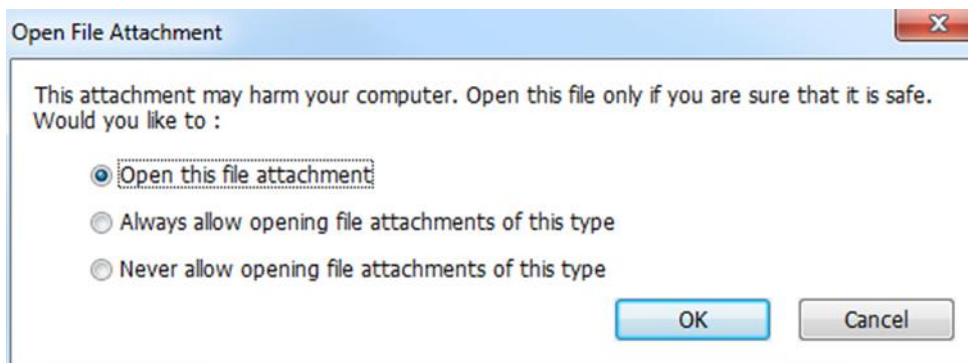 Open File Attachment
This attachment may harm your computer. Open this file only if you are sure that it is safe.
Would you like to :
Open this file attachment
Always allow opening file attachments of this type
Never allow opening file attachments of this type
OK Cancel